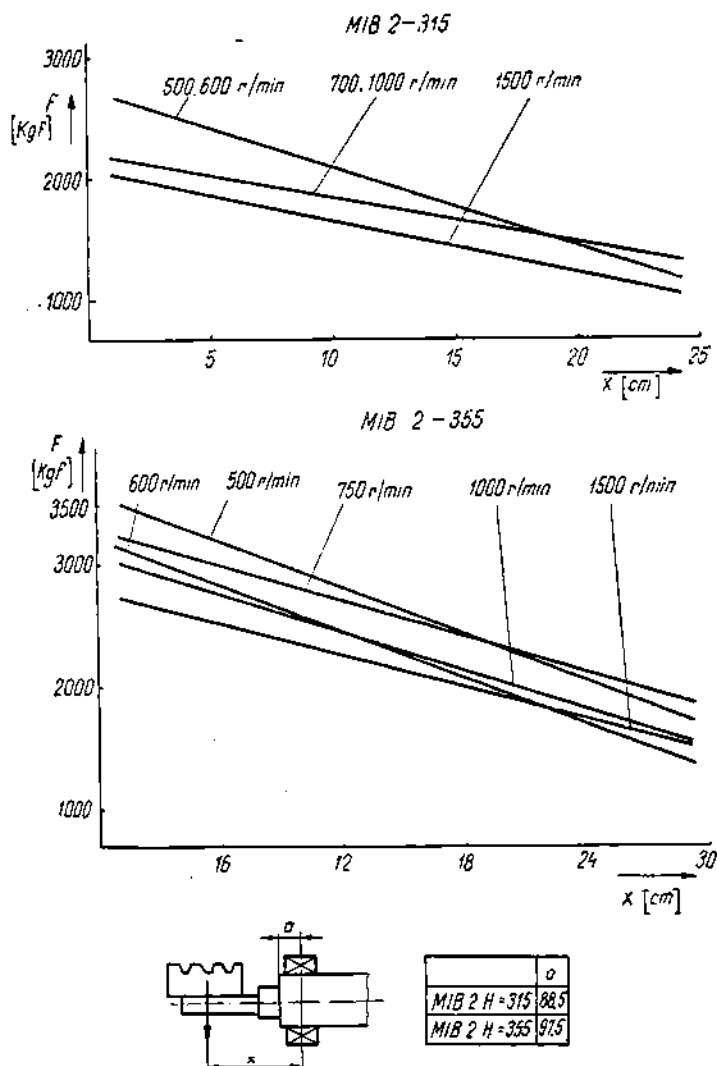 MIB 2-315
3000
F
[KgF]
500.600 r/min
700.1000 r/min
1500 r/min
2000
1000
5
10
15
20
25
x [cm]
MIB 2-355
F
[KgF]
600 r/min
500 r/min
750 r/min
1000 r/min
1500 r/min
3500
3000
2000
1000
16
12
18
24
30
x [cm]
a
x
a
MIB 2 H=315 88,5
MIB 2 H=355 97,5